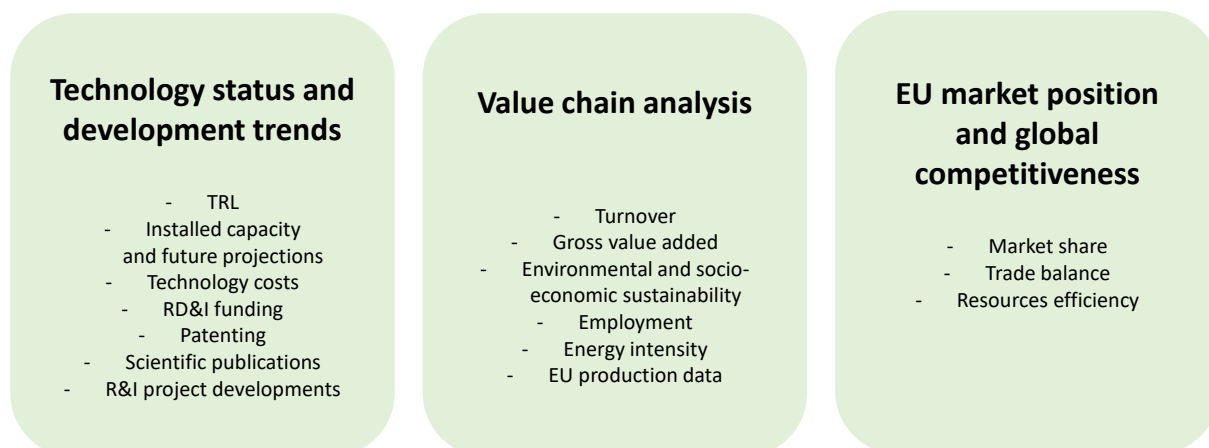 Technology status and
development trends
- TRL
- Installed capacity
and future projections
- Technology costs
- RD&I funding
- Patenting
- Scientific publications
- R&I project developments
Value chain analysis
- Turnover
- Gross value added
- Environmental and socio-
economic sustainability
- Employment
- Energy intensity
- EU production data
EU market position
and global
competitiveness
- Market share
- Trade balance
- Resources efficiency